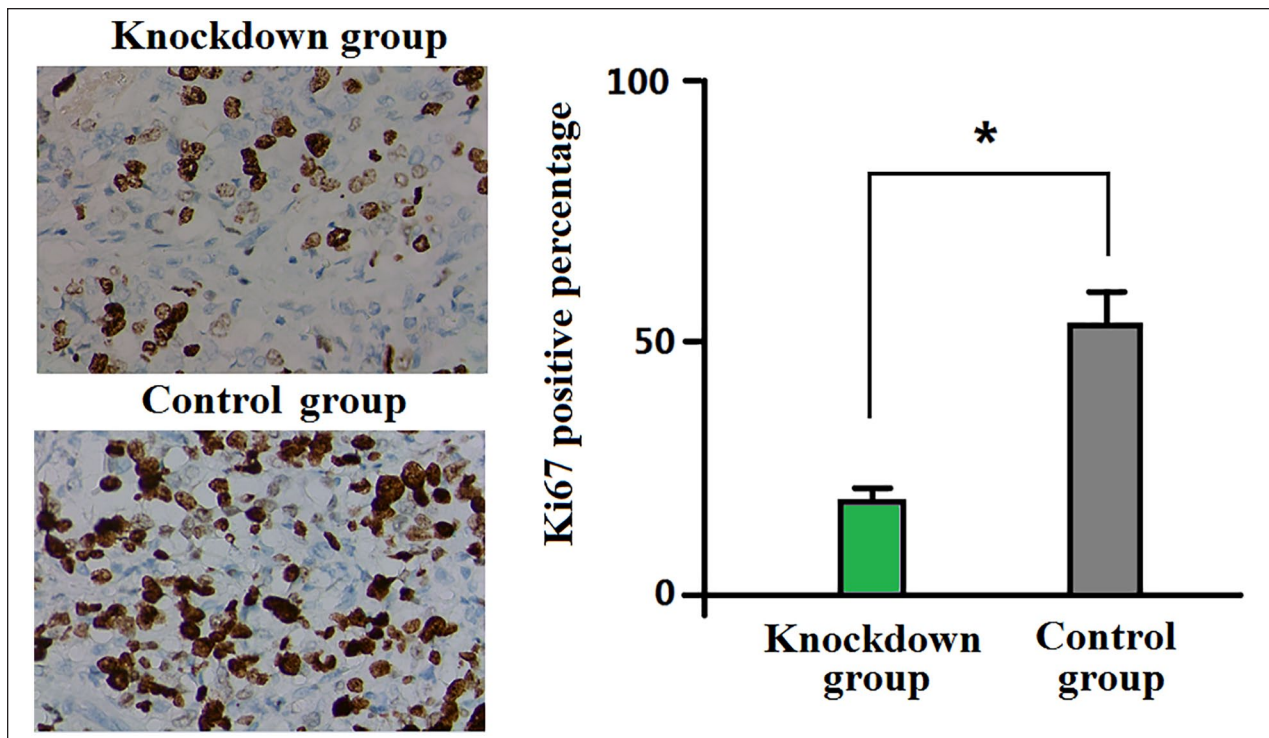 Knockdown group
Control group
Ki67 positive percentage
100
50
0
*
Knockdown
group
Control
group